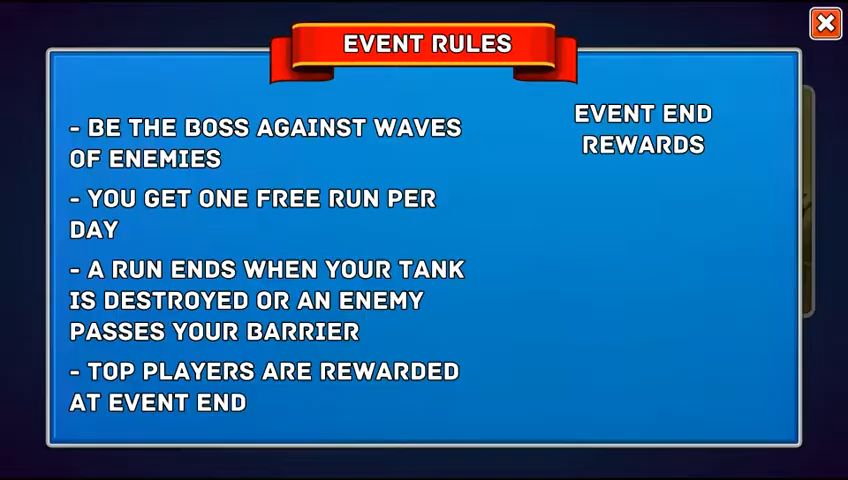 EVENT RULES
- BE THE BOSS AGAINST WAVES
OF ENEMIES
- YOU GET ONE FREE RUN PER
DAY
- A RUN ENDS WHEN YOUR TANK
IS DESTROYED OR AN ENEMY
PASSES YOUR BARRIER
- TOP PLAYERS ARE REWARDED
AT EVENT END
EVENT END
REWARDS